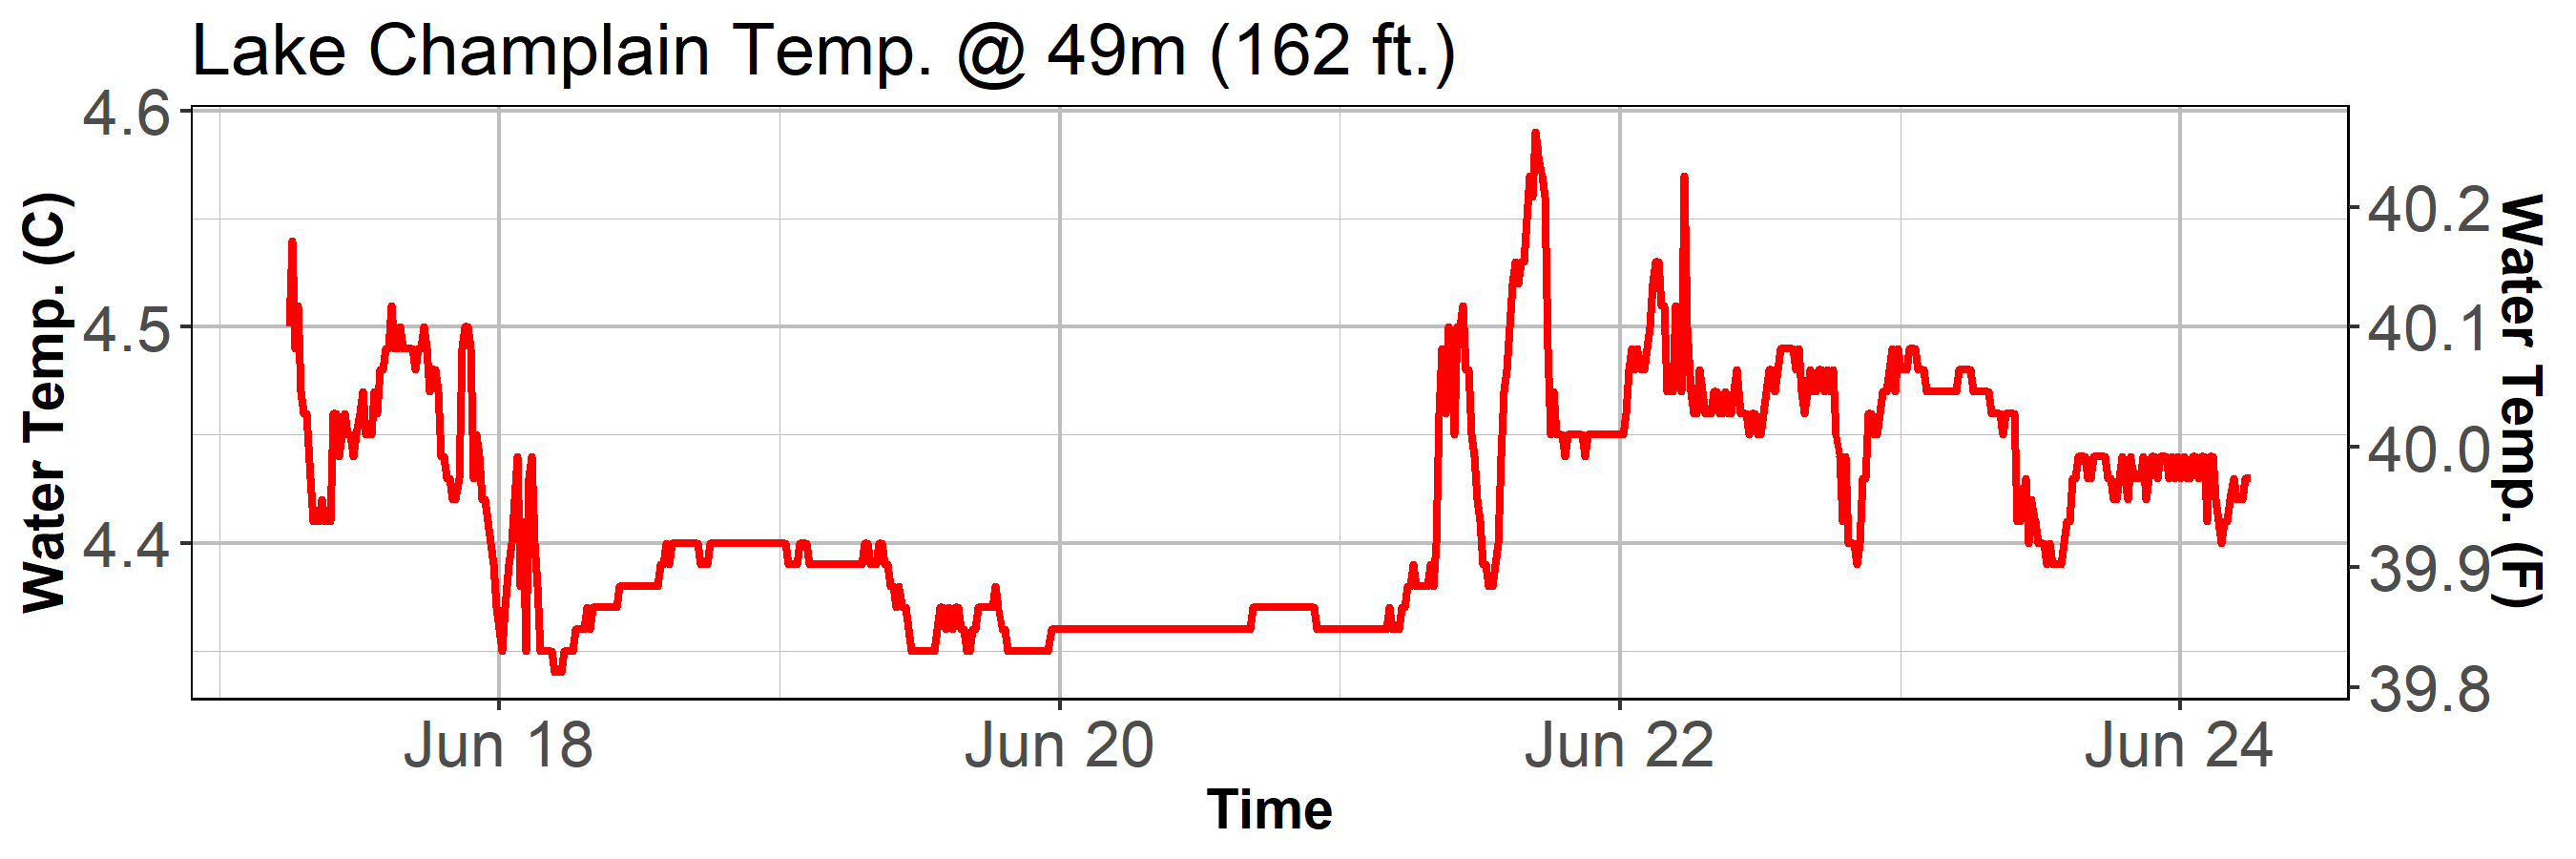 Lake Champlain Temp. @ 49m (162 ft.)
4.6
4.5
4.4
Water Temp. (C)
40.2
40.1
40.0
39.9
39.8
Water Temp. (F)
Jun 18 Jun 20 Jun 22 Jun 24
Time